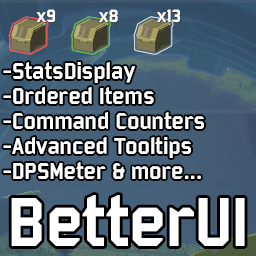 x9 x8 x13
-StatsDisplay
-Ordered Items
-Command Counters
-Advanced Tooltips
-DPSMeter & more...
BetterUI